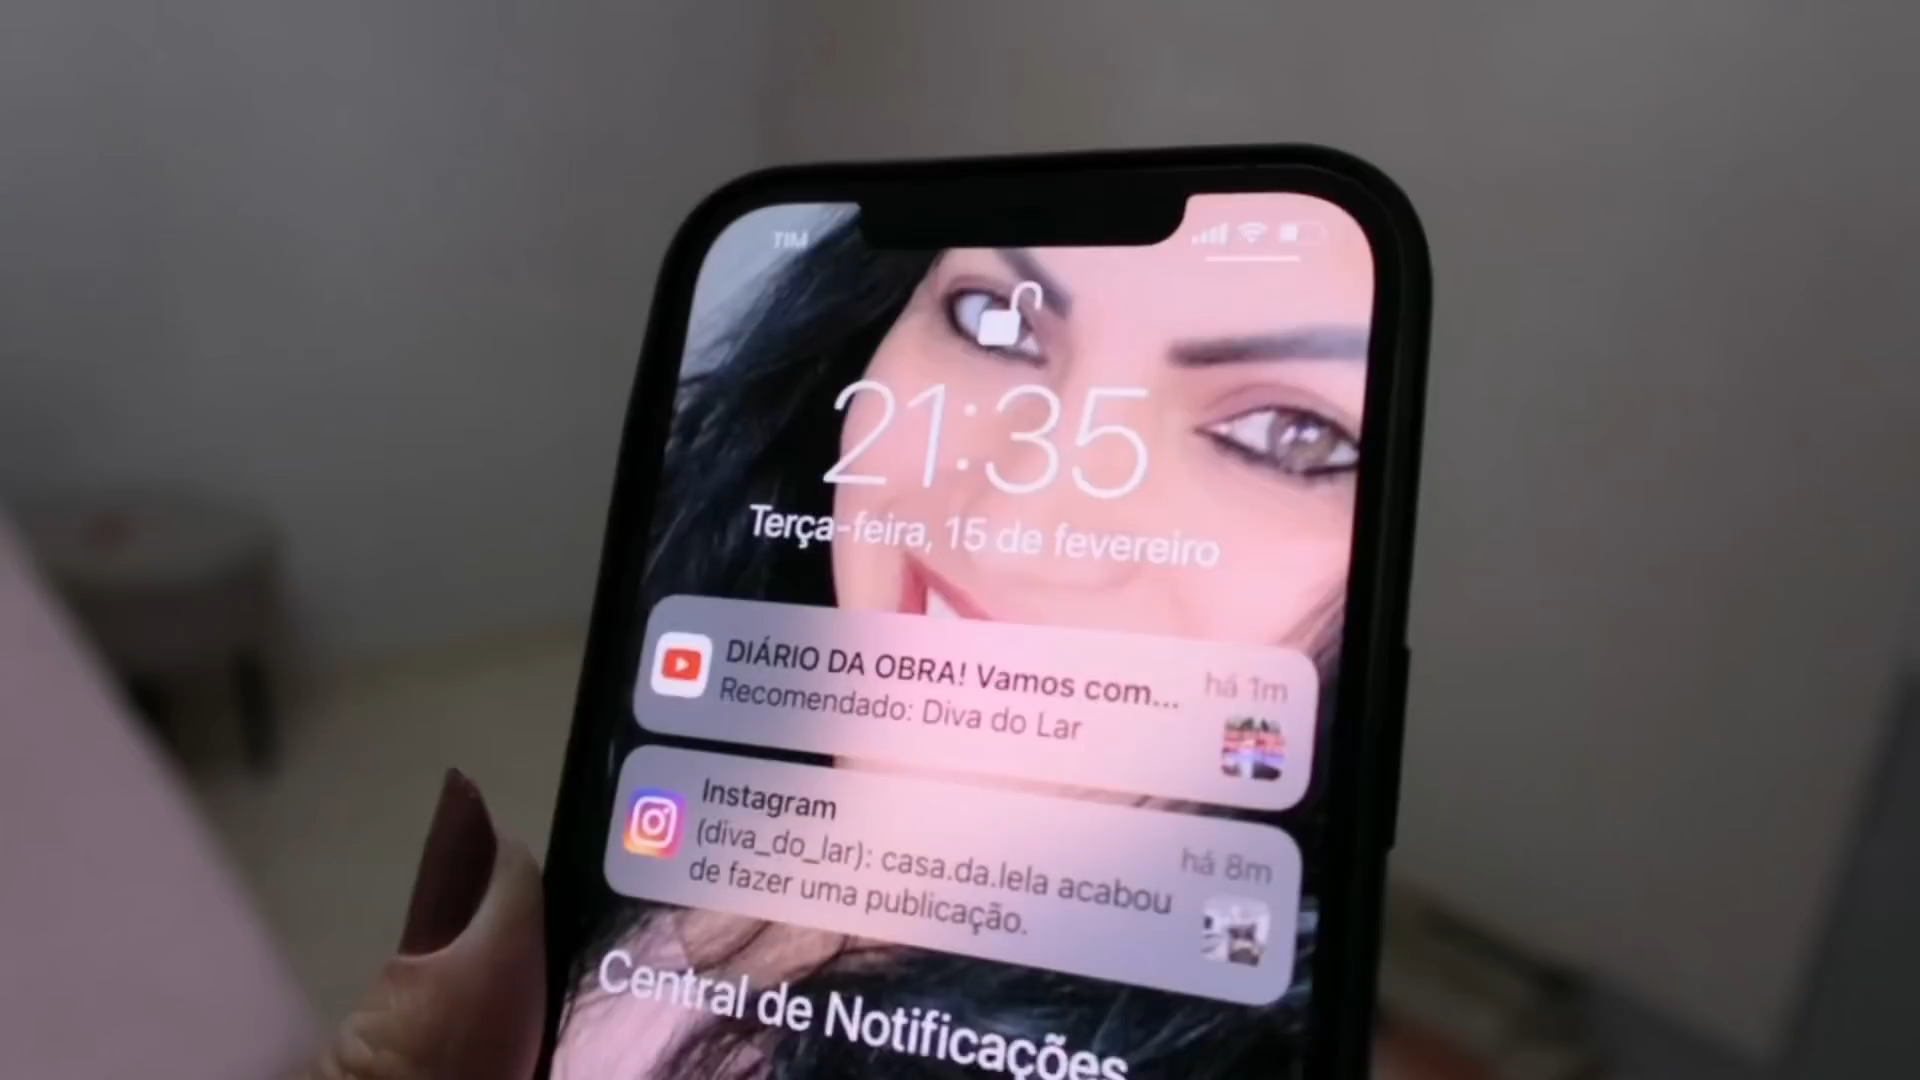 TIM
21:35
Terça-feira, 15 de fevereiro
DIÁRIO DA OBRA! Vamos com... há 1m
Recomendado: Diva do Lar
Instagram
(diva_do_lar): casa.da.lela acabou há 8m
de fazer uma publicação.
Central de Notificações